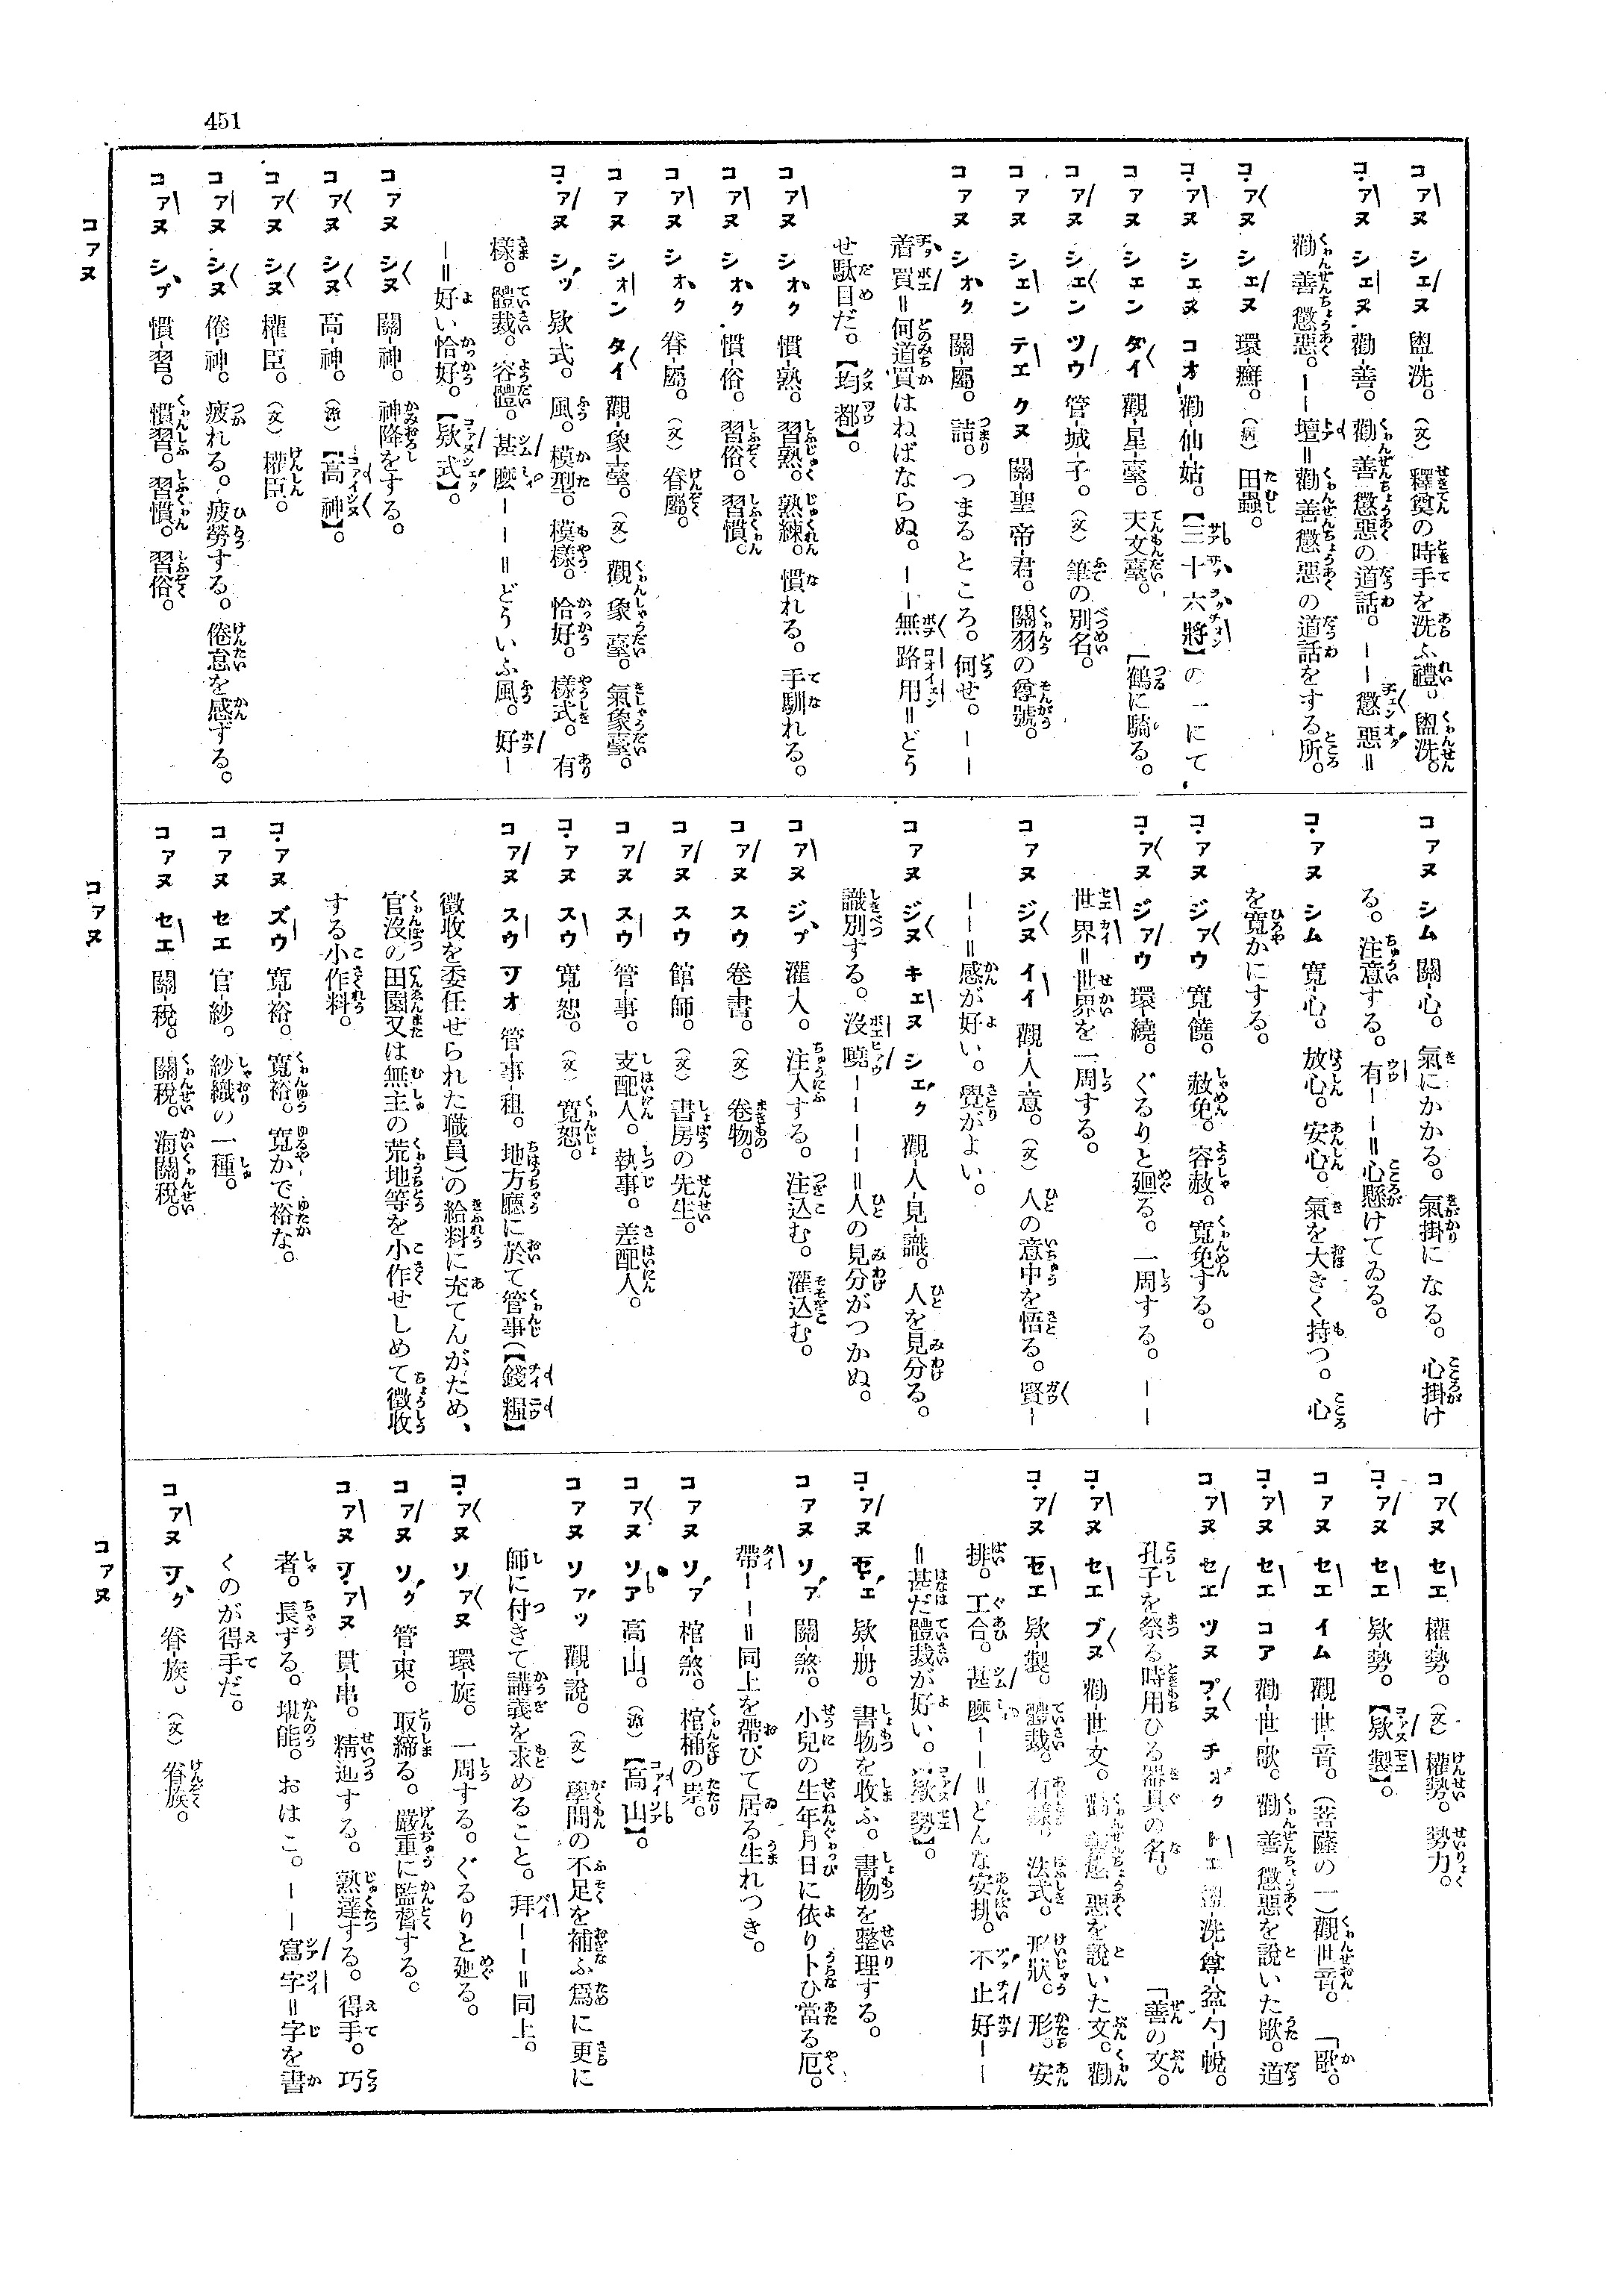 451
コアヌ シエヌ 盥-洗。(文) 釋奠の時手を洗ふ禮。盥洗。
コアヌ シエヌ 勸-善。勸善懲惡の道話。――懲惡=
勸善懲惡。――壇=勸善懲惡の道話をする所。
コアヌ シエヌ 環-癬。(病) 田蟲。
コアヌ シェヌ コオ 勸-仙-姑。【三十六將】の一にて
コアヌ シェン ダイ 觀-星-臺。天文臺。 [鶴に騎る。
コアヌ シェン ツウ 管-城-子。(文) 筆の別名。
コアヌ シェン テエ クヌ 關-聖-帝-君。關羽の尊號。
コアヌ シオク 關-屬。詰。つまるところ。何せ。――
着買=何道買はねばならぬ。――無路用=どう
せ駄目だ。【均都】。
コアヌ シオク 慣-熟。習熟。熟練。慣れる。手馴れる。
コアヌ シオク 慣-俗。習俗。習慣。
コアヌ シオク 眷-屬。(文) 眷屬。
コアヌ シォン タイ 觀-象-臺。(文) 觀象臺。氣象臺。
コアヌ シッ 欵-式。風。模型。模樣。恰好。樣式。有
樣。體裁。容體。甚麼――=どういふ風。好―
―=好い恰好。【欵式】。
コアヌ シヌ 關-神。神降をする。
コアヌ シヌ 高-神。(漳)【高神】。
コアヌ シヌ 權-臣。(文) 權臣。
コアヌ シヌ 倦-神。疲れる。疲勞する。倦怠を感ずる。
コアヌ シプ 慣-習。慣習。習慣。習俗。
コアヌ
コアヌ シム 關-心。氣にかかる。氣掛になる。心掛け
る。注意する。有――=心懸けてゐる。
コアヌ シム 寬-心。放心。安心。氣を大きく持つ。心
を寬かにする。
コアヌ ジアウ 寬-饒。赦免。容赦。寬免する。
コアヌ ジアウ 環-繞。ぐるりと廻る。一周する。――
世界=世界を一周する。
コアヌ ジヌ イイ 觀-人-意。(文) 人の意中を悟る。賢―
――=感が好い。覺がよい。
コアヌ ジヌ キエヌ シェク 觀-人-見-識。人を見分る。
識別する。沒曉――――=人の見分がつかぬ。
コアヌ ジプ 灌-入。注入する。注込む。灌込む。
コアヌ スウ 卷-書。(文) 卷物。
コアヌ スウ 館-師。(文) 書房の先生。
コアヌ スウ 管-事。支配人。執事。差配人。
コアヌ スウ 寬-恕。(文) 寬恕。
コアヌ スウ ツオ 管-事-租。地方廳に於て管事(【錢糧】
徵收を委任せられた職員)の給料に充てんがため、
官沒の田園又は無主の荒地等を小作せしめて徵收
する小作料。
コアヌ ズウ 寬-裕。寬裕。寬かで裕な。
コアヌ セエ 官-紗。紗織の一種。
コアヌ セエ 關-稅。關稅。海關稅。
コアヌ
コアヌ セエ 權-勢。(文) 權勢。勢力。
コアヌ セエ 欵-勢。【欵製】。
コアヌ セエ イム 觀-世-音。(菩薩の一)觀世音。 「歌。
コアヌ セエ コア 勸-世-歌。勸善懲惡を說いた歌。道
コアヌ セエ ツヌ プヌ チオク 洗-罇-盆-勺-帨。
孔子を祭る時用ひる器具の名。 「善の文。
コアヌ セエ ブヌ 勸-世-文。勸善懲惡を說いた文。勸
コアヌ セエ 欵-製。體裁。有樣。法式。形狀。形。安
排。工合。甚麼――=どんな安排。不止好――
=甚だ體裁が好い。【欵勢】。
コアヌ 欵-册。書物を收ふ。書物を整理する。
コアヌ ソア 關-煞。小兒の生年月日に依り卜ひ當る厄。
帶――=同上を帶びて居る生れつき。
コアヌ ソア 棺-煞。棺桶の祟。
コアヌ ソア 高-山。(漳)【高山】。
コアヌ ソアッ 觀-說。(文) 學問の不足を補ふ爲に更に
師に付きて講義を求めること。拜――=同上。
コアヌ ソアヌ 環-旋。一周する。ぐるりと廻る。
コアヌ ソク 管-束。取締る。嚴重に監督する。
コアヌ ツアヌ 貫-串。精通する。熟達する。得手。巧
者。長ずる。堪能。おはこ。――寫字=字を書
くのが得手だ。
コアヌ ツク 眷-族。(文) 眷族。
コアヌ